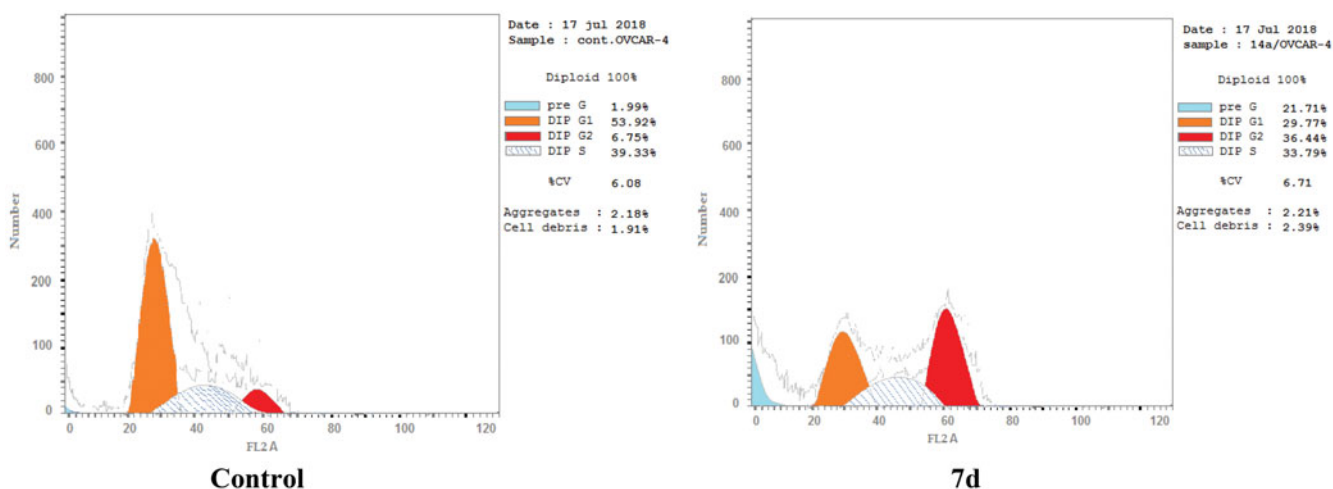 Date : 17 jul 2018
Sample : cont.OVCAR-4
Diploid 100%
pre G 1.99%
DIP G1 53.92%
DIP G2 6.75%
DIP S 39.33%
%CV 6.08
Aggregates : 2.18%
Cell debris : 1.91%
Number
800
600
400
200
100
0
0 20 40 60 80 100 120
FL2A
Control
Date : 17 Jul 2018
sample : 14a/OVCAR-4
Diploid 100%
pre G 21.71%
DIP G1 29.77%
DIP G2 36.44%
DIP S 33.79%
%CV 6.71
Aggregates : 2.21%
Cell debris : 2.39%
Number
800
600
400
200
100
0
0 20 40 60 80 100 120
FL2A
7d